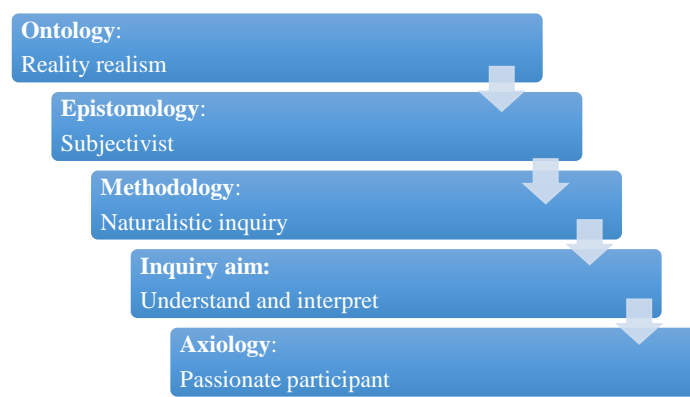 Ontology:
Reality realism
Epistomology:
Subjectivist
Methodology:
Naturalistic inquiry
Inquiry aim:
Understand and interpret
Axiology:
Passionate participant